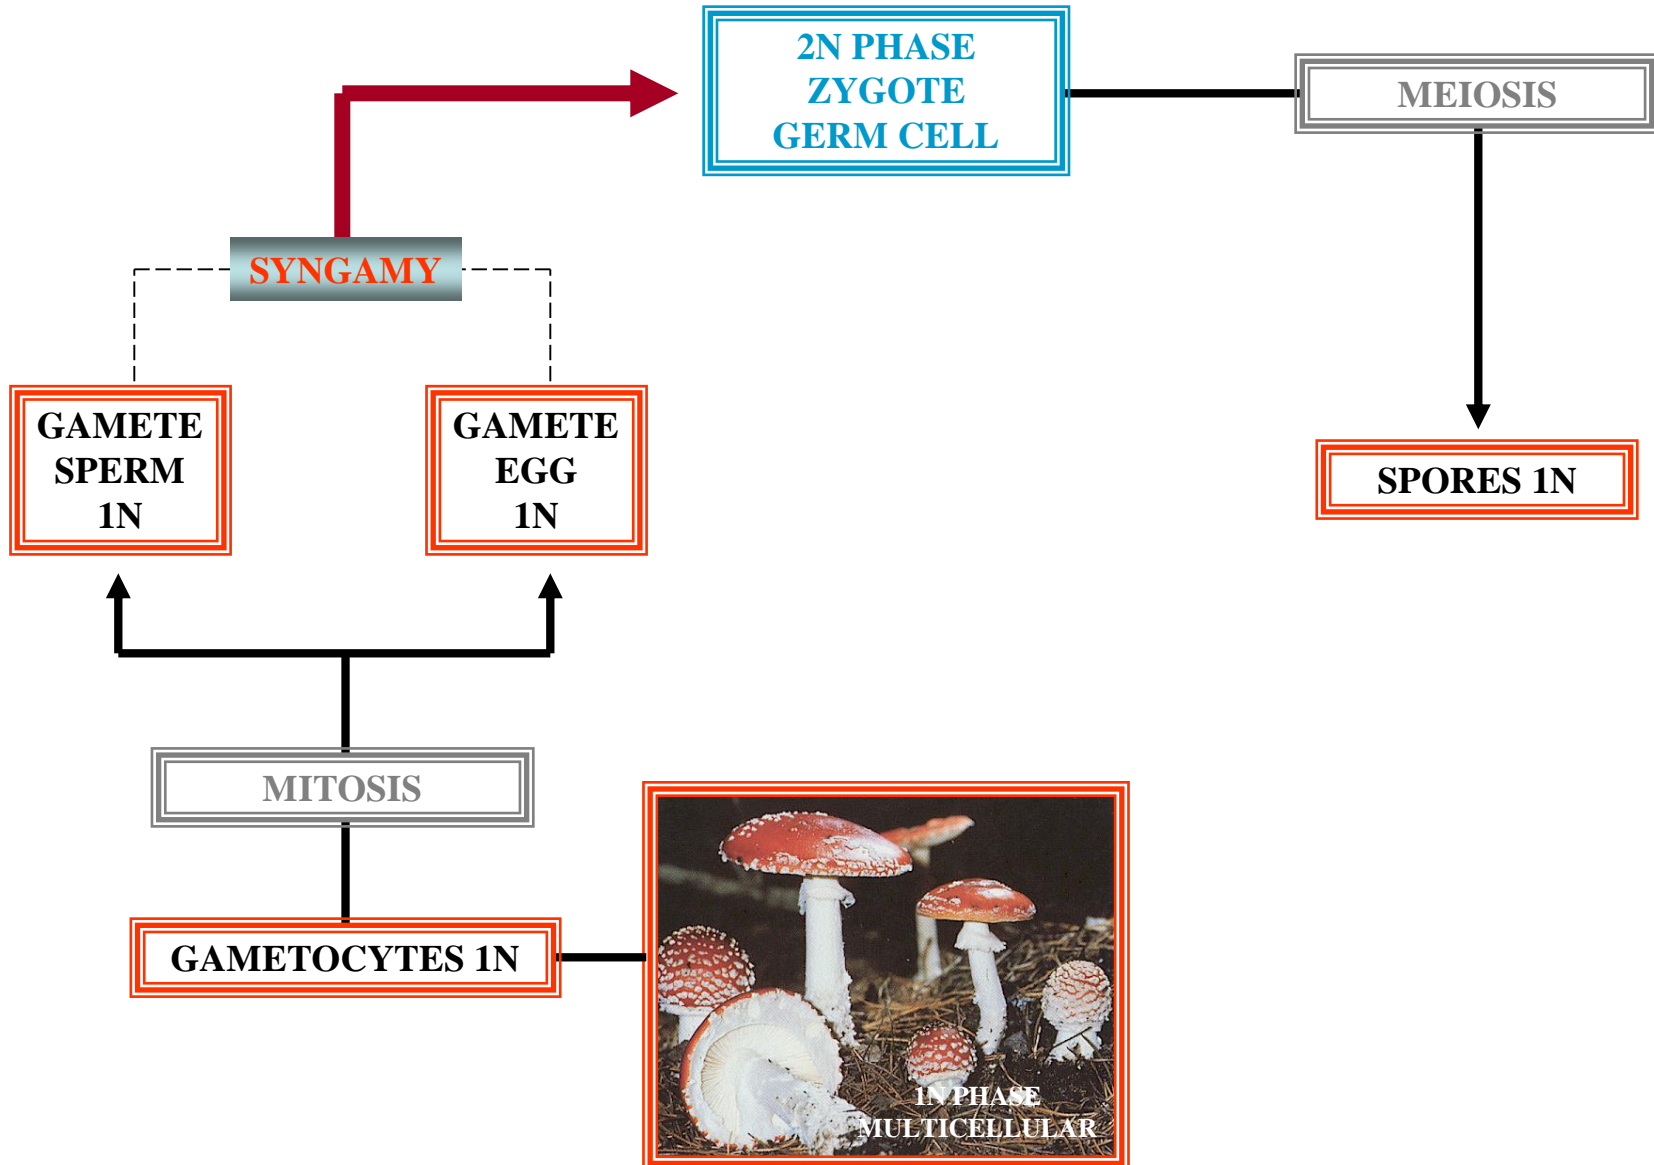 2N PHASE
ZYGOTE
GERM CELL
MEIOSIS
SYNGAMY
GAMETE
SPERM
1N
GAMETE
EGG
1N
SPORES 1N
MITOSIS
GAMETOCYTES 1N
1N PHASE
MULTICELLULAR